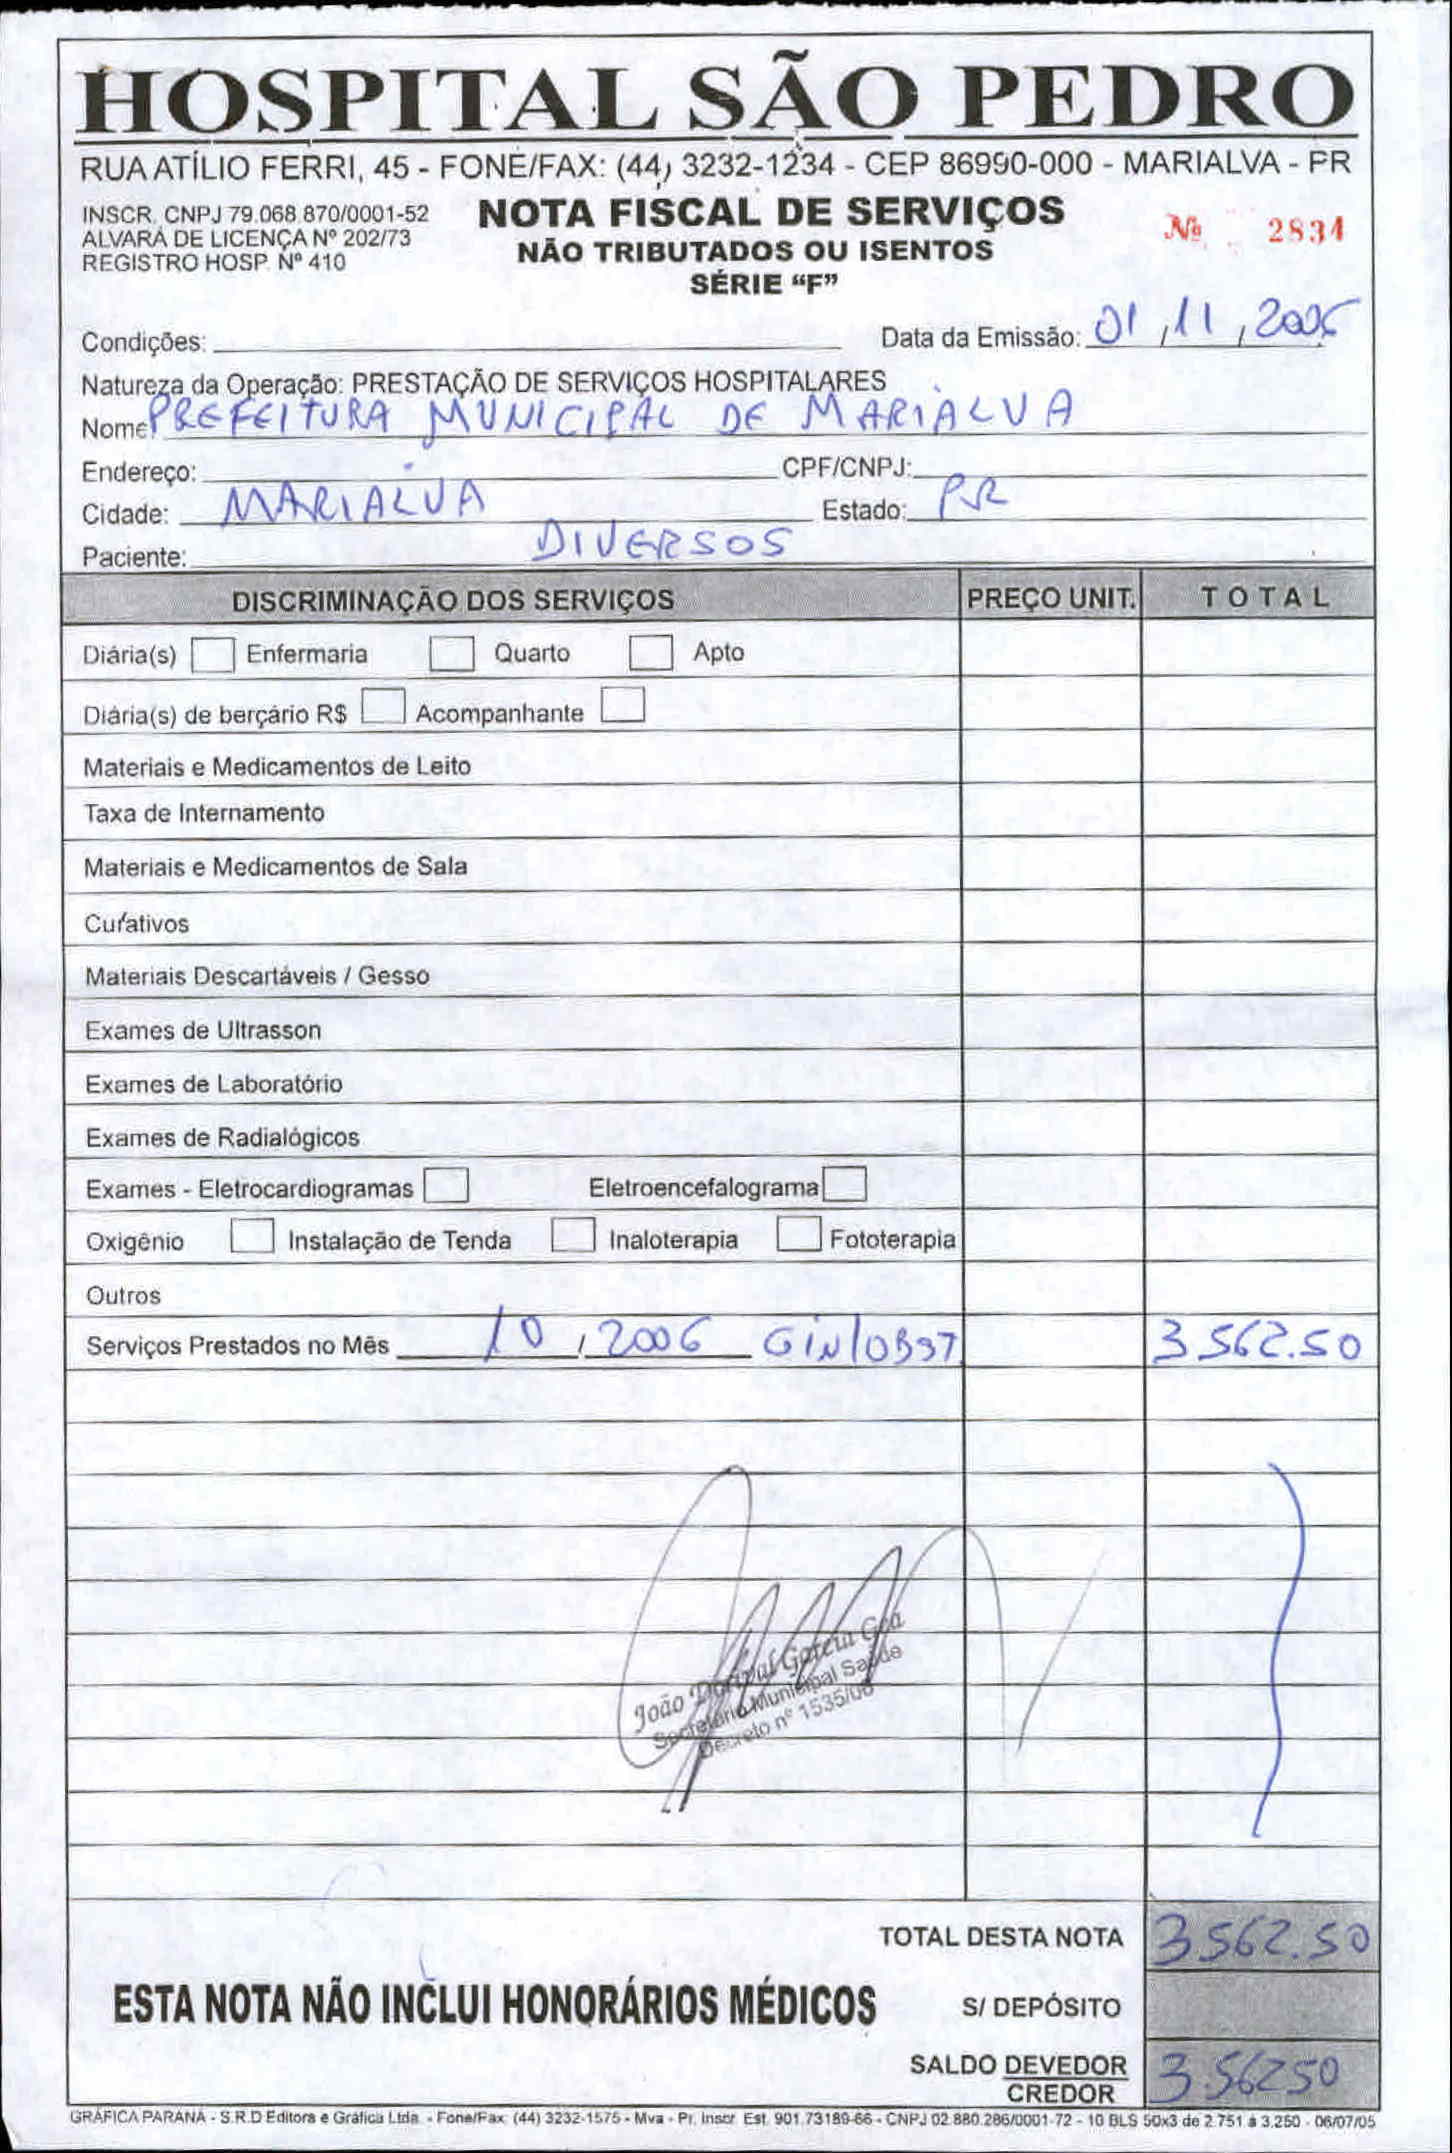 HOSPITAL SÃO PEDRO
RUA ATÍLIO FERRI, 45 - FONE/FAX: (44) 3232-1234 - CEP 86990-000 - MARIALVA - PR
INSCR. CNPJ 79.068.870/0001-52
ALVARÁ DE LICENÇA Nº 202/73
REGISTRO HOSP. Nº 410
NOTA FISCAL DE SERVIÇOS
NÃO TRIBUTADOS OU ISENTOS
SÉRIE “F”
Nº 2834
Condições: Data da Emissão: 01, 11, 2006
Natureza da Operação: PRESTAÇÃO DE SERVIÇOS HOSPITALARES
Nome PREFEITURA MUNICIPAL DE MARIALVA
Endereço: CPF/CNPJ:
Cidade: MARIALVA Estado: PR
Paciente: DIVERSOS
DISCRIMINAÇÃO DOS SERVIÇOS PREÇO UNIT. TOTAL
Diária(s) Enfermaria Quarto Apto
Diária(s) de berçário R$ Acompanhante
Materiais e Medicamentos de Leito
Taxa de Internamento
Materiais e Medicamentos de Sala
Curativos
Materiais Descartáveis / Gesso
Exames de Ultrasson
Exames de Laboratório
Exames de Radialógicos
Exames - Eletrocardiogramas Eletroencefalograma
Oxigênio Instalação de Tenda Inaloterapia Fototerapia
Outros
Serviços Prestados no Mês 10, 2006 GIN/OBST. 3.562.50
João Dorival Garcia
Secretário Municipal Saúde
Decreto nº 1535/06
TOTAL DESTA NOTA 3.562.50
ESTA NOTA NÃO INCLUI HONORÁRIOS MÉDICOS
S/ DEPÓSITO
SALDO DEVEDOR
CREDOR 3.56250
GRÁFICA PARANÁ - S.R.D Editora e Gráfica Ltda. - Fone/Fax: (44) 3232-1575 - Mva - Pr. Inscr. Est. 901.73189-66 - CNPJ 02.880.286/0001-72 - 10 BLS 50x3 de 2.751 à 3.250 - 06/07/05